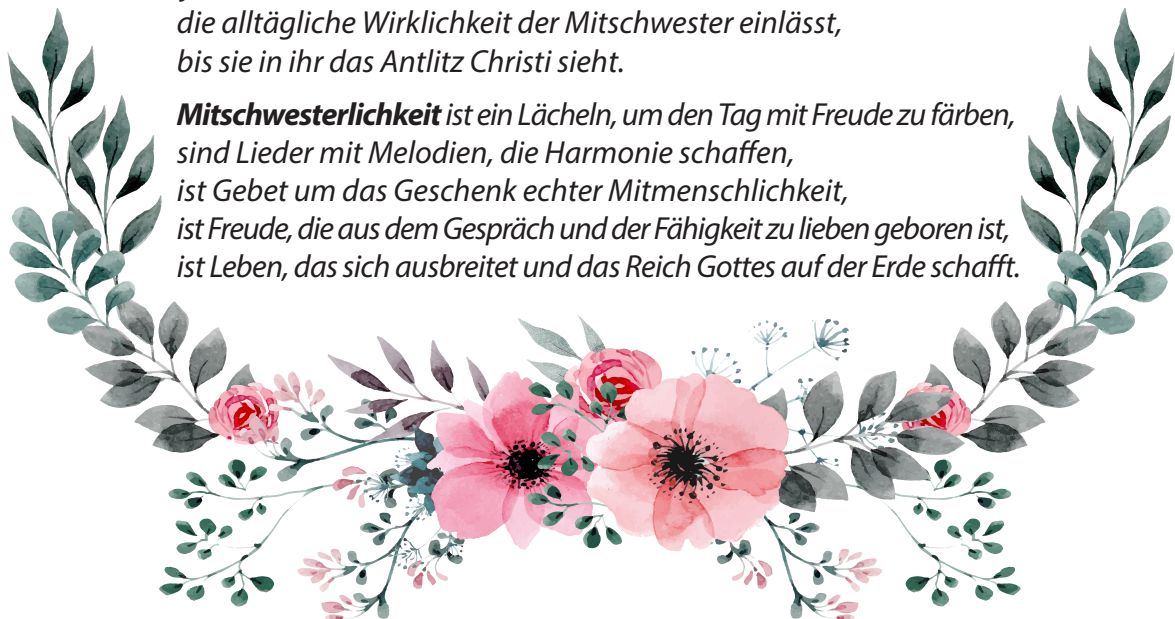 die alltägliche Wirklichkeit der Mitschwester einlässt,
bis sie in ihr das Antlitz Christi sieht.
Mitschwesterlichkeit ist ein Lächeln, um den Tag mit Freude zu färben,
sind Lieder mit Melodien, die Harmonie schaffen,
ist Gebet um das Geschenk echter Mitmenschlichkeit,
ist Freude, die aus dem Gespräch und der Fähigkeit zu lieben geboren ist,
ist Leben, das sich ausbreitet und das Reich Gottes auf der Erde schafft.